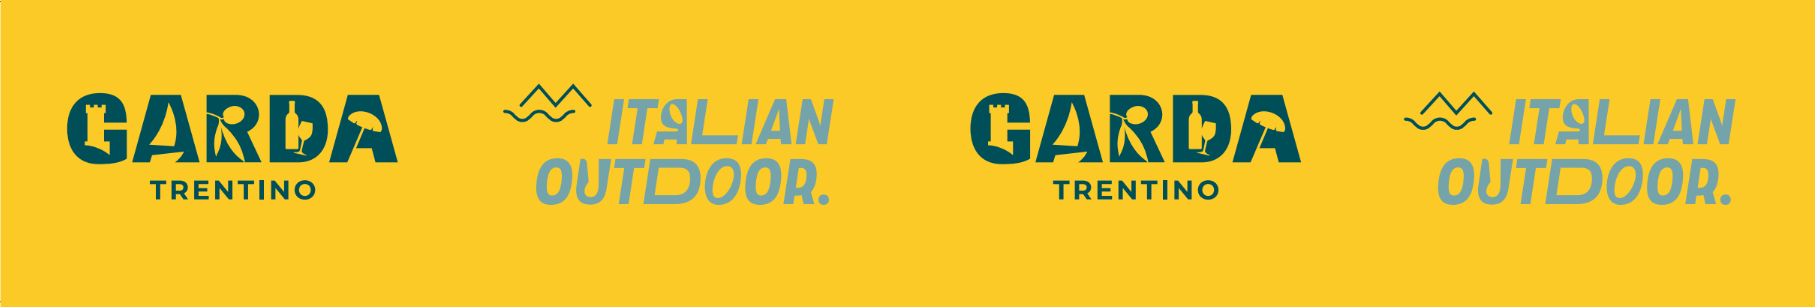 GARDA
TRENTINO
ITALIAN
OUTDOOR.
GARDA
TRENTINO
ITALIAN
OUTDOOR.